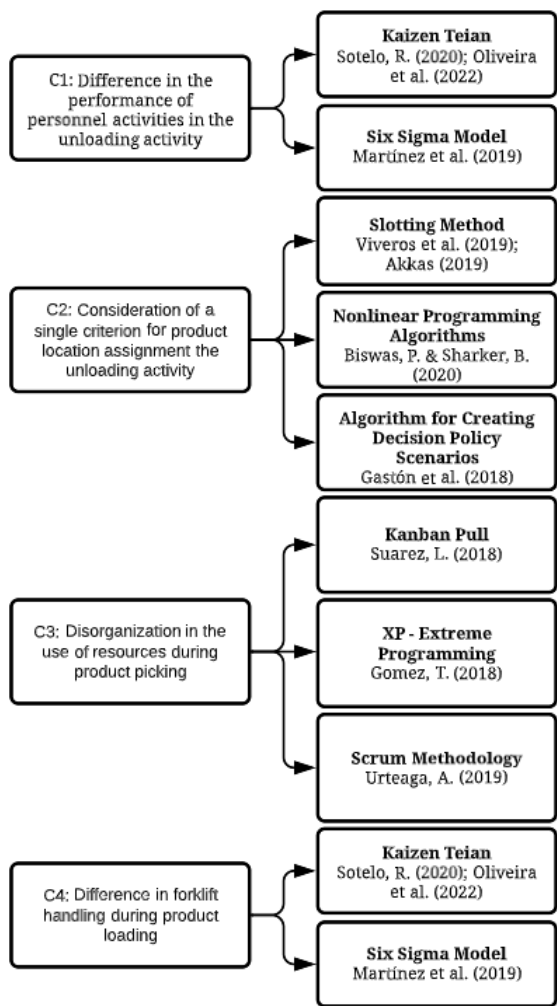 Kaizen Teian
Sotelo, R. (2020); Oliveira
et al. (2022)
C1: Difference in the
performance of
personnel activities in the
unloading activity
Six Sigma Model
Martínez et al. (2019)
Slotting Method
Viveros et al. (2019);
Akkas (2019)
C2: Consideration of a
single criterion for product
location assignment the
unloading activity
Nonlinear Programming
Algorithms
Biswas, P. & Sharker, B.
(2020)
Algorithm for Creating
Decision Policy
Scenarios
Gastón et al. (2018)
Kanban Pull
Suarez, L. (2018)
C3: Disorganization in the
use of resources during
product picking
XP - Extreme
Programming
Gomez, T. (2018)
Scrum Methodology
Urteaga, A. (2019)
Kaizen Teian
Sotelo, R. (2020); Oliveira
et al. (2022)
C4: Difference in forklift
handling during product
loading
Six Sigma Model
Martínez et al. (2019)